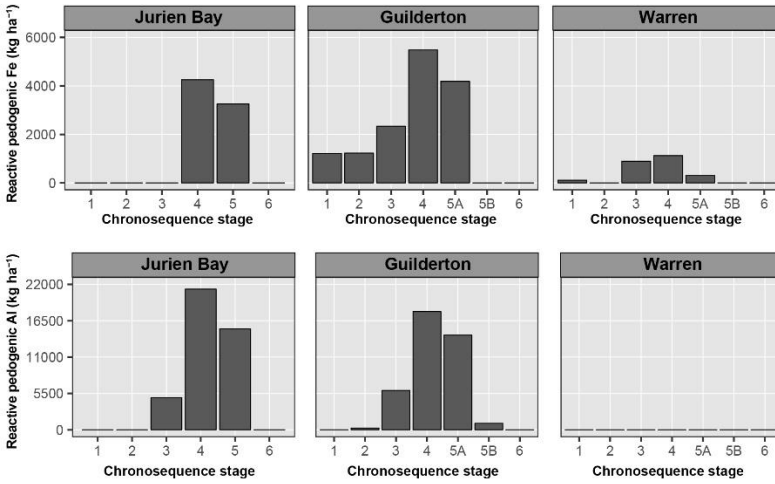 Jurien Bay
Guilderton
Warren
Reactive pedogenic Fe (kg ha⁻¹)
6000
4000
2000
0
1 2 3 4 5 6
1 2 3 4 5A 5B 6
1 2 3 4 5A 5B 6
Chronosequence stage
Chronosequence stage
Chronosequence stage
Jurien Bay
Guilderton
Warren
Reactive pedogenic Al (kg ha⁻¹)
22000
16500
11000
5500
0
1 2 3 4 5 6
1 2 3 4 5A 5B 6
1 2 3 4 5A 5B 6
Chronosequence stage
Chronosequence stage
Chronosequence stage